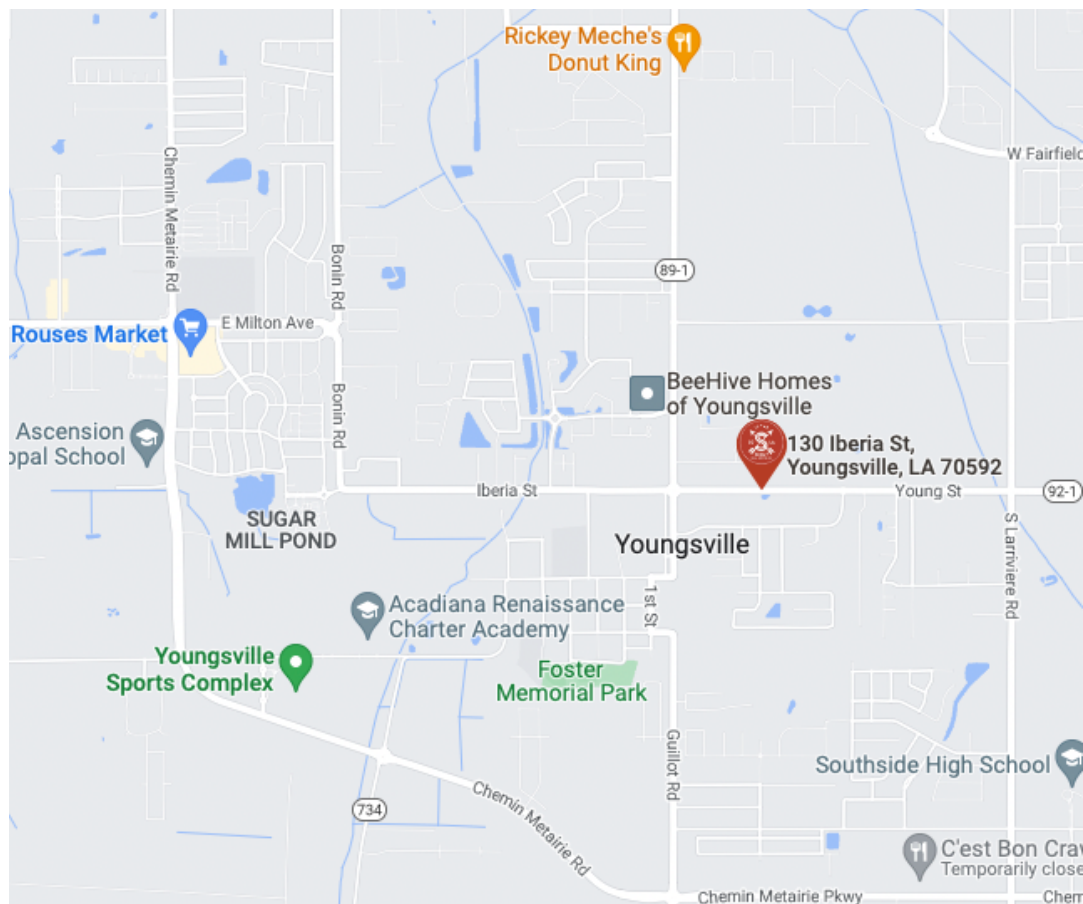 Rickey Meche's
Donut King
W Fairfield
Chemin Metairie Rd
Bonin Rd
89-1
E Milton Ave
Rouses Market
BeeHive Homes
of Youngsville
Bonin Rd
Ascension
opal School
130 Iberia St,
Youngsville, LA 70592
Iberia St
Young St
92-1
SUGAR
MILL POND
Youngsville
S Larriviere Rd
1st St
Acadiana Renaissance
Charter Academy
Youngsville
Sports Complex
Foster
Memorial Park
Guillot Rd
Southside High School
734
Chemin Metairie Rd
C'est Bon Craw
Temporarily close
Chemin Metairie Pkwy
Chem